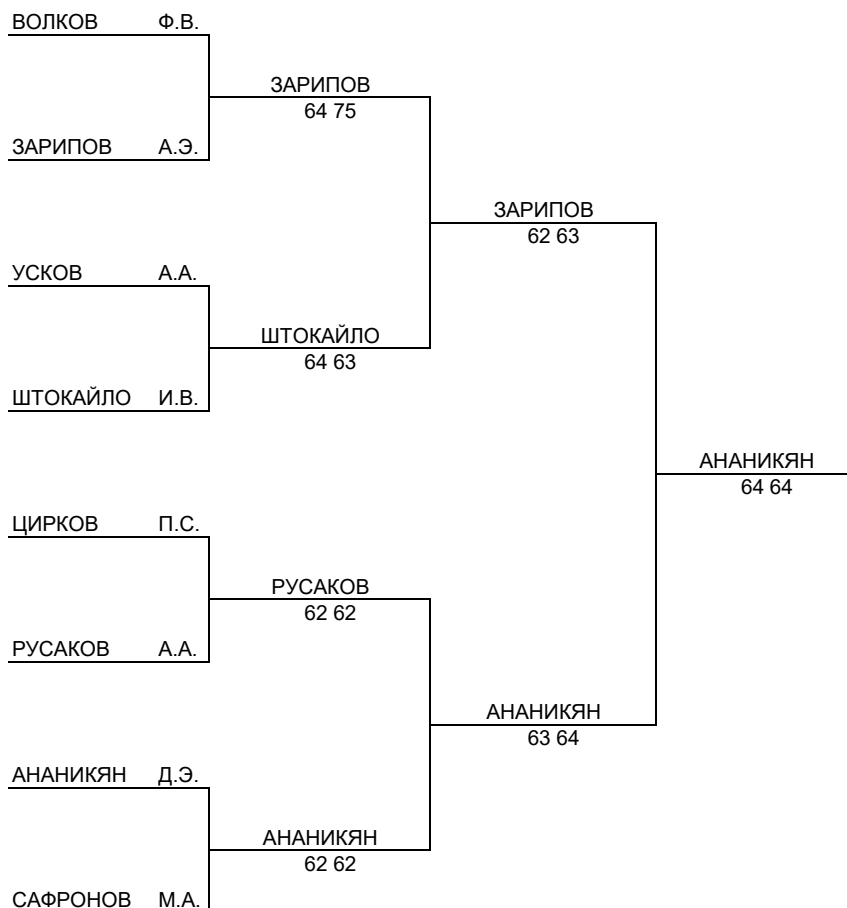 ВОЛКОВ Ф.В.
ЗАРИПОВ
64 75
ЗАРИПОВ А.Э.
ЗАРИПОВ
62 63
УСКОВ А.А.
ШТОКАЙЛО
64 63
ШТОКАЙЛО И.В.
АНАНИКЯН
64 64
ЦИРКОВ П.С.
РУСАКОВ
62 62
РУСАКОВ А.А.
АНАНИКЯН
63 64
АНАНИКЯН Д.Э.
АНАНИКЯН
62 62
САФРОНОВ М.А.